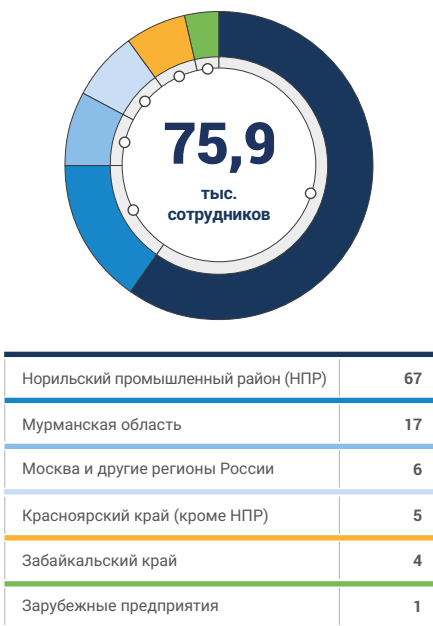 75,9
тыс.
сотрудников
Норильский промышленный район (НПР) 67
Мурманская область 17
Москва и другие регионы России 6
Красноярский край (кроме НПР) 5
Забайкальский край 4
Зарубежные предприятия 1